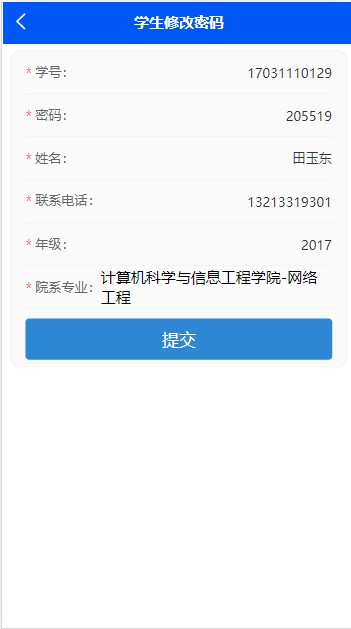 学生修改密码
* 学号： 17031110129
* 密码： 205519
* 姓名： 田玉东
* 联系电话： 13213319301
* 年级： 2017
* 院系专业： 计算机科学与信息工程学院-网络
工程
提交